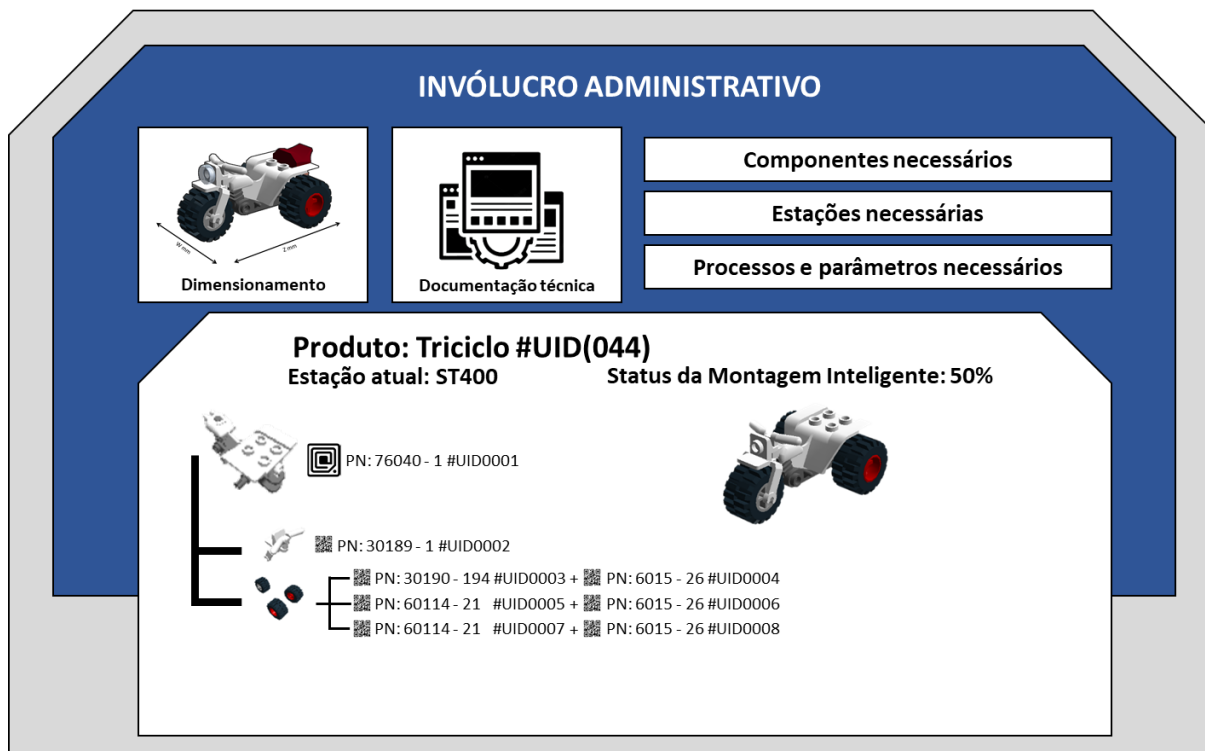 INVÓLUCRO ADMINISTRATIVO
W mm
Z mm
Dimensionamento
Documentação técnica
Componentes necessários
Estações necessárias
Processos e parâmetros necessários
Produto: Triciclo #UID(044)
Estação atual: ST400
Status da Montagem Inteligente: 50%
PN: 76040 - 1 #UID0001
PN: 30189 - 1 #UID0002
PN: 30190 - 194 #UID0003 + PN: 6015 - 26 #UID0004
PN: 60114 - 21 #UID0005 + PN: 6015 - 26 #UID0006
PN: 60114 - 21 #UID0007 + PN: 6015 - 26 #UID0008